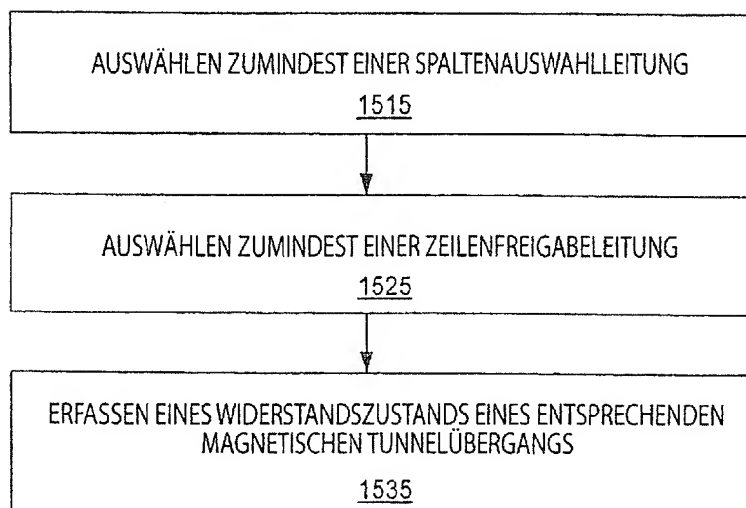 AUSWÄHLEN ZUMINDEST EINER SPALTENAUSWAHLLEITUNG
1515
AUSWÄHLEN ZUMINDEST EINER ZEILENFREIGABELEITUNG
1525
ERFASSEN EINES WIDERSTANDSZUSTANDS EINES ENTSPRECHENDEN
MAGNETISCHEN TUNNELÜBERGANGS
1535